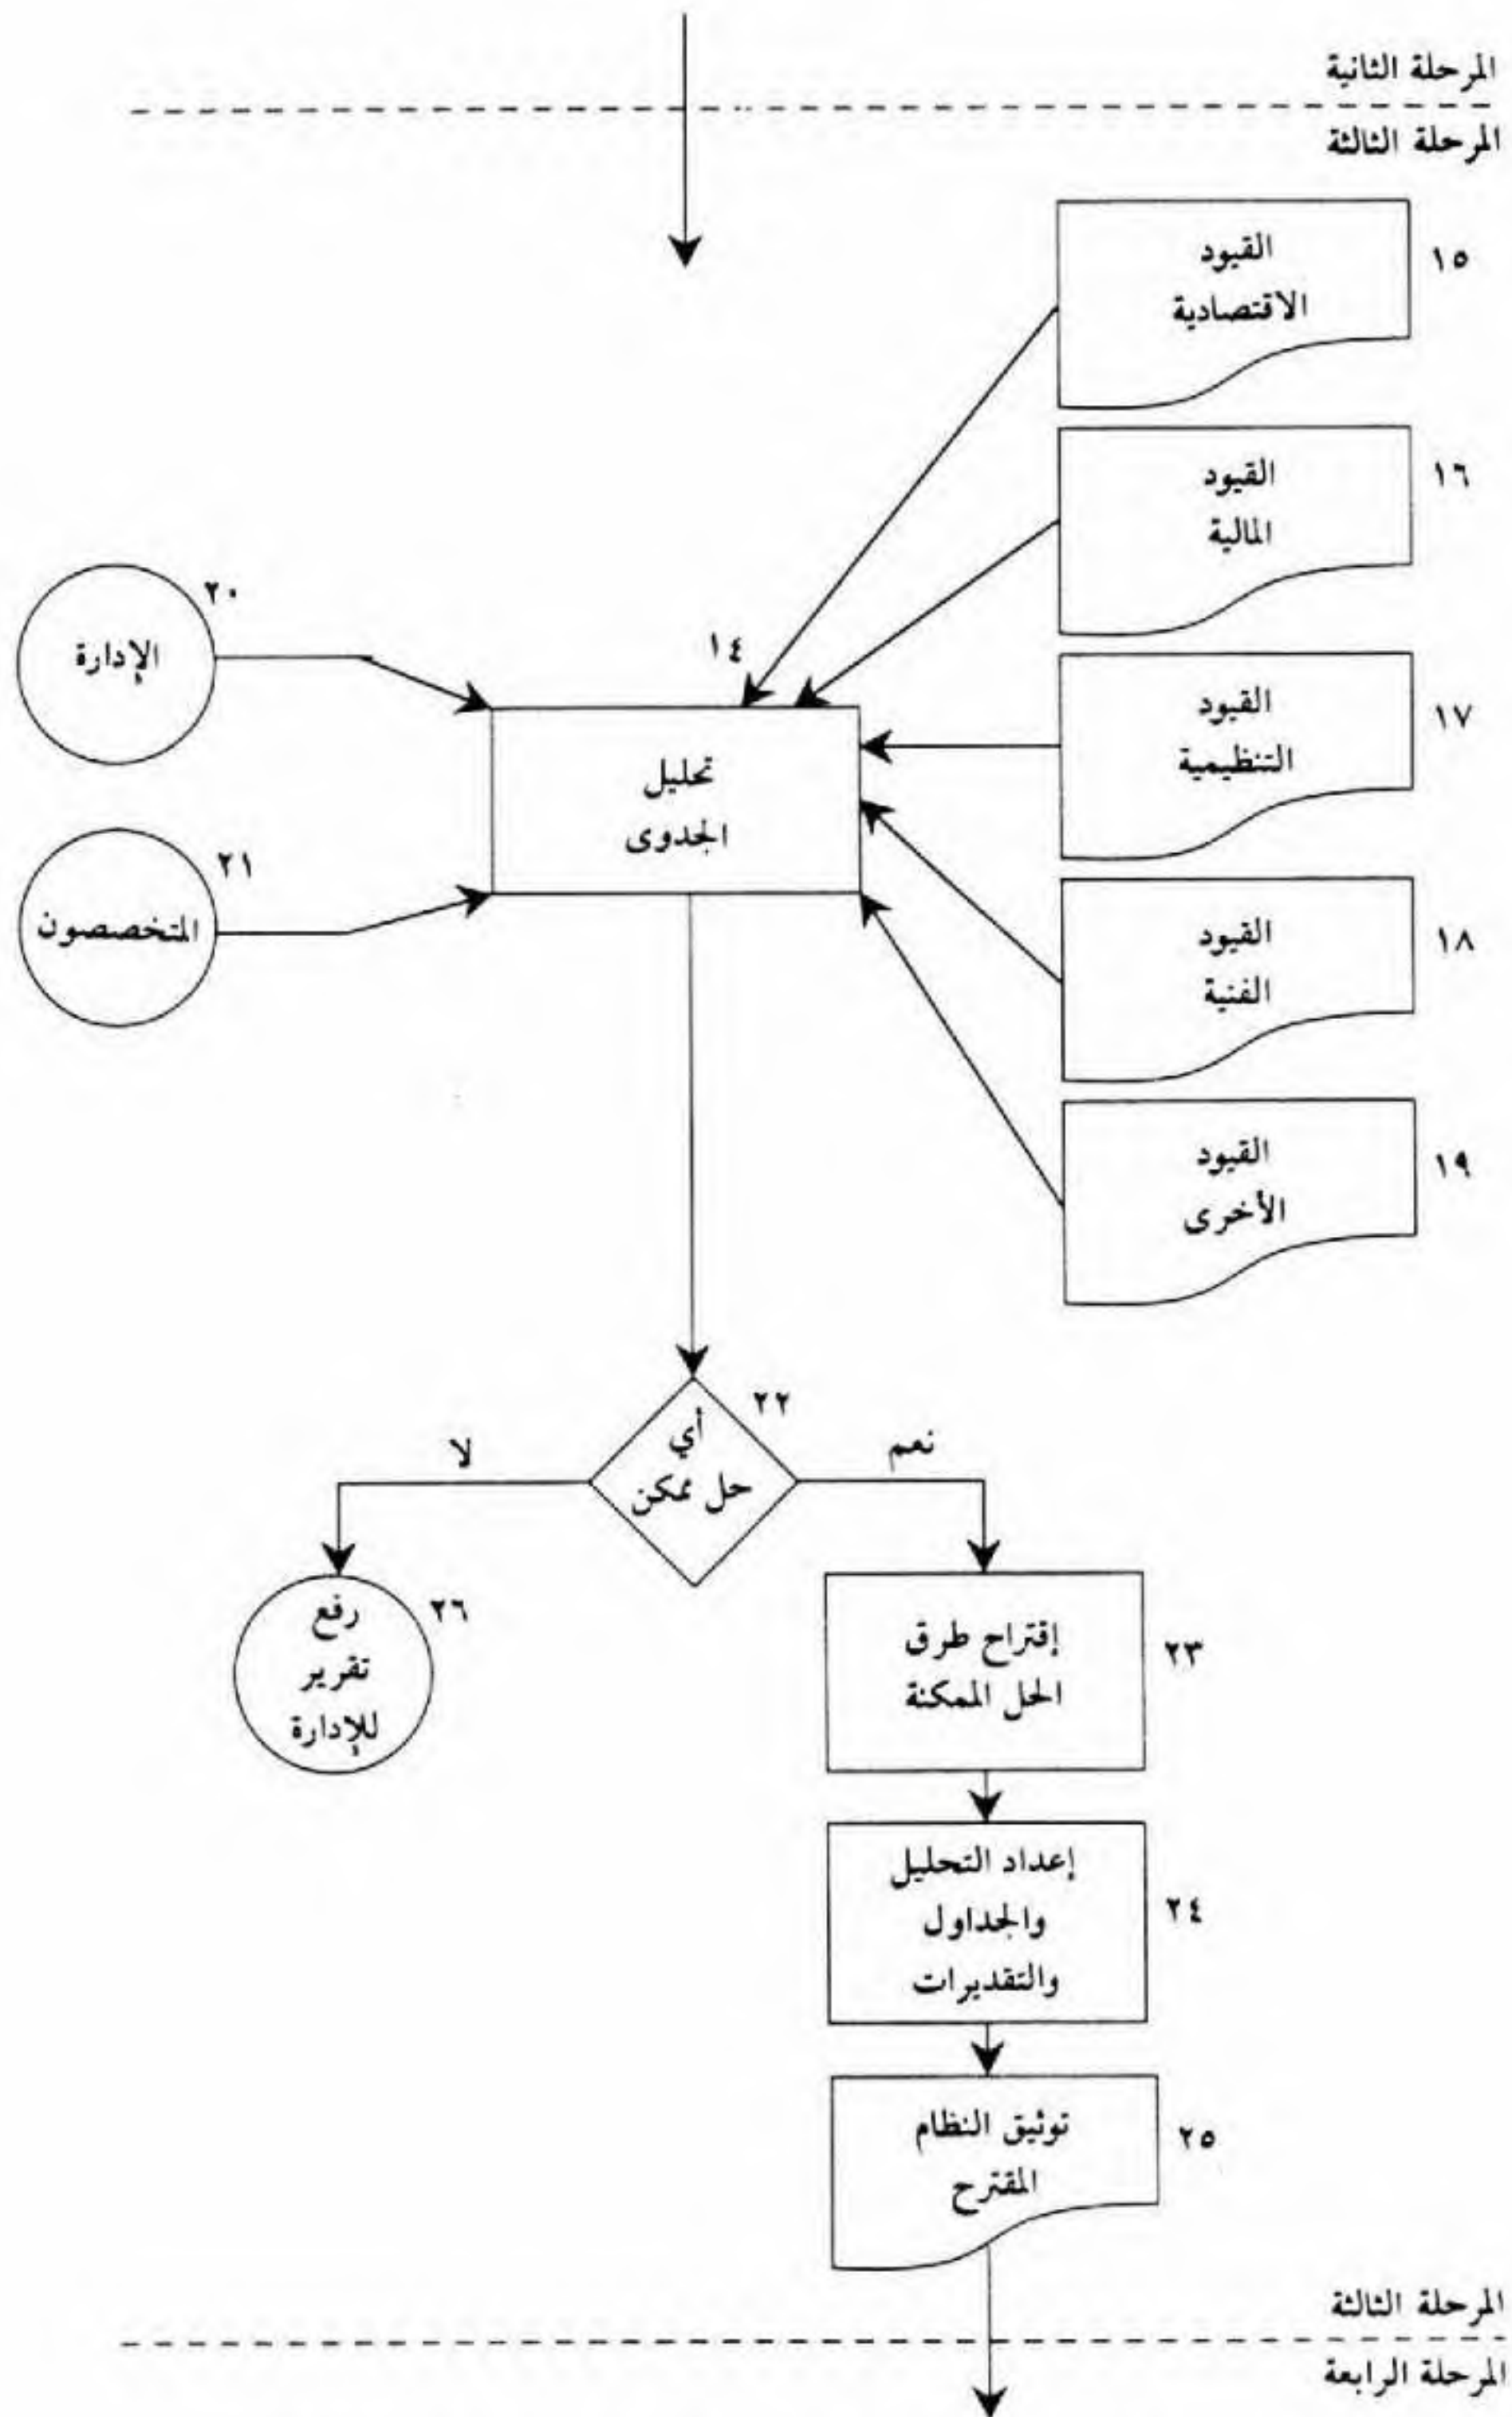 المرحلة الثانية
المرحلة الثالثة
القيود
الاقتصادية
١٥
القيود
المالية
١٦
القيود
التنظيمية
١٧
القيود
الفنية
١٨
القيود
الأخرى
١٩
٢٠
الإدارة
٢١
المتخصصون
١٤
تحليل
الجدوى
٢٢
أي
حل ممكن
نعم
لا
٢٣
إقتراح طرق
الحل الممكنة
٢٦
رفع
تقرير
للإدارة
٢٤
إعداد التحليل
والجداول
والتقديرات
٢٥
توثيق النظام
المقترح
المرحلة الثالثة
المرحلة الرابعة